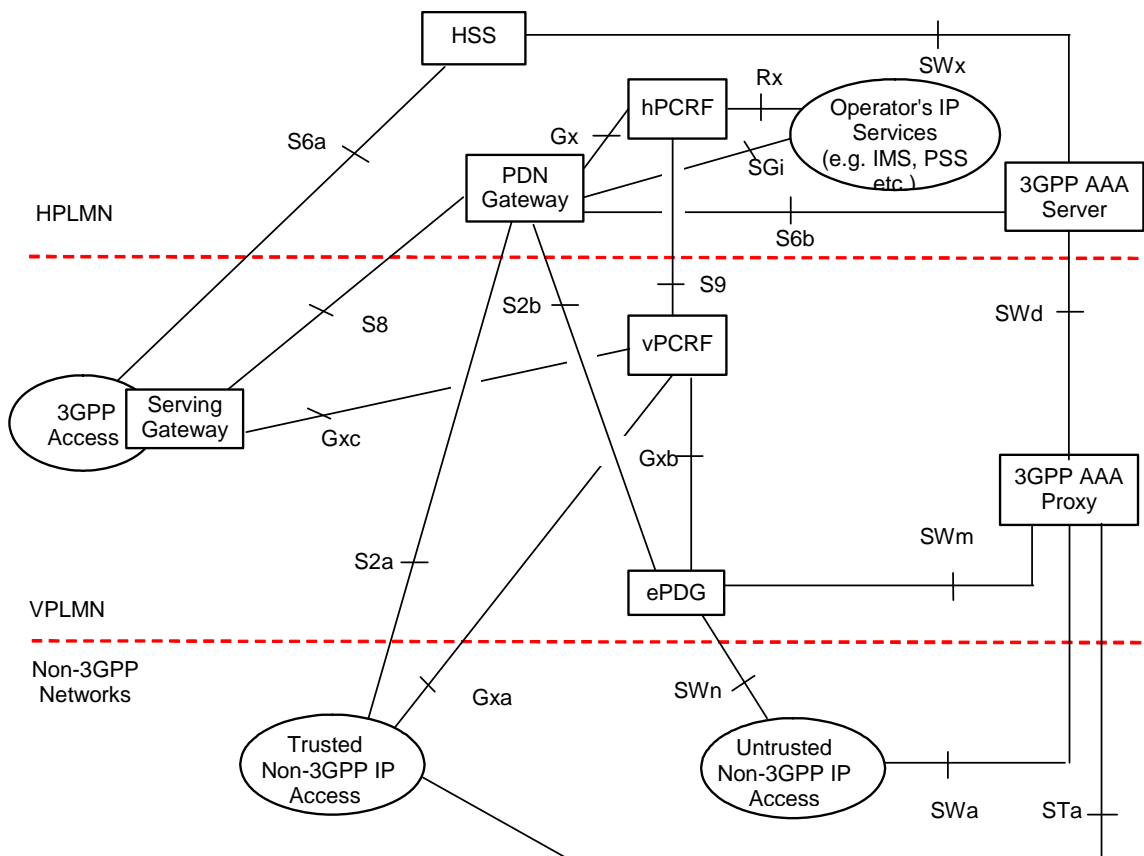 HSS
SWx
Rx
hPCRF
Operator's IP
Services
(e.g. IMS, PSS
etc.)
Gx
S6a
SGi
PDN
Gateway
3GPP AAA
Server
HPLMN
S6b
S2b
S9
S8
SWd
vPCRF
3GPP
Access
Serving
Gateway
Gxc
Gxb
3GPP AAA
Proxy
SWm
S2a
ePDG
VPLMN
Non-3GPP
Networks
SWn
Gxa
Trusted
Non-3GPP IP
Access
Untrusted
Non-3GPP IP
Access
SWa
STa